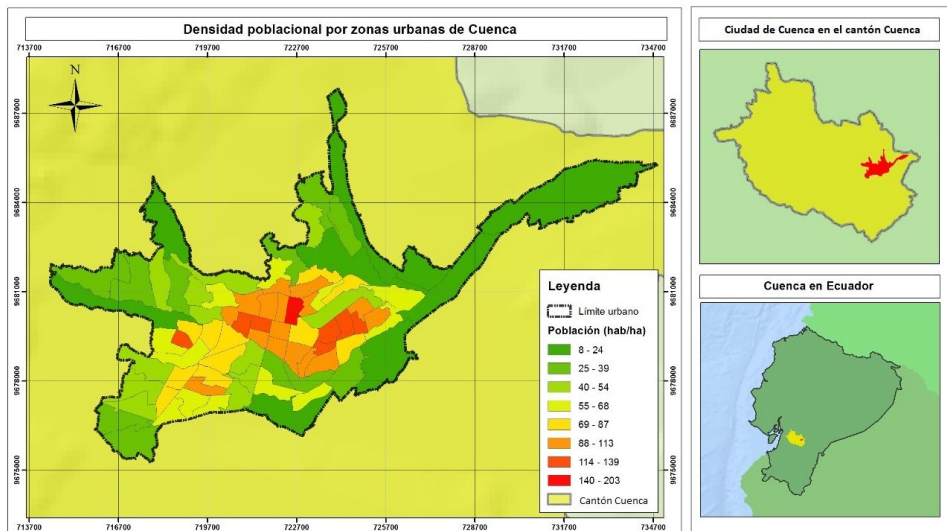 Densidad poblacional por zonas urbanas de Cuenca
713700 716700 719700 722700 725700 728700 731700 734700
N
9687000 9687000
9684000 9684000
9681000 9681000
9678000 9678000
9675000 9675000
713700 716700 719700 722700 725700 728700 731700 734700
Leyenda
Límite urbano
Población (hab/ha)
8 - 24
25 - 39
40 - 54
55 - 68
69 - 87
88 - 113
114 - 139
140 - 203
Cantón Cuenca
Ciudad de Cuenca en el cantón Cuenca
Cuenca en Ecuador